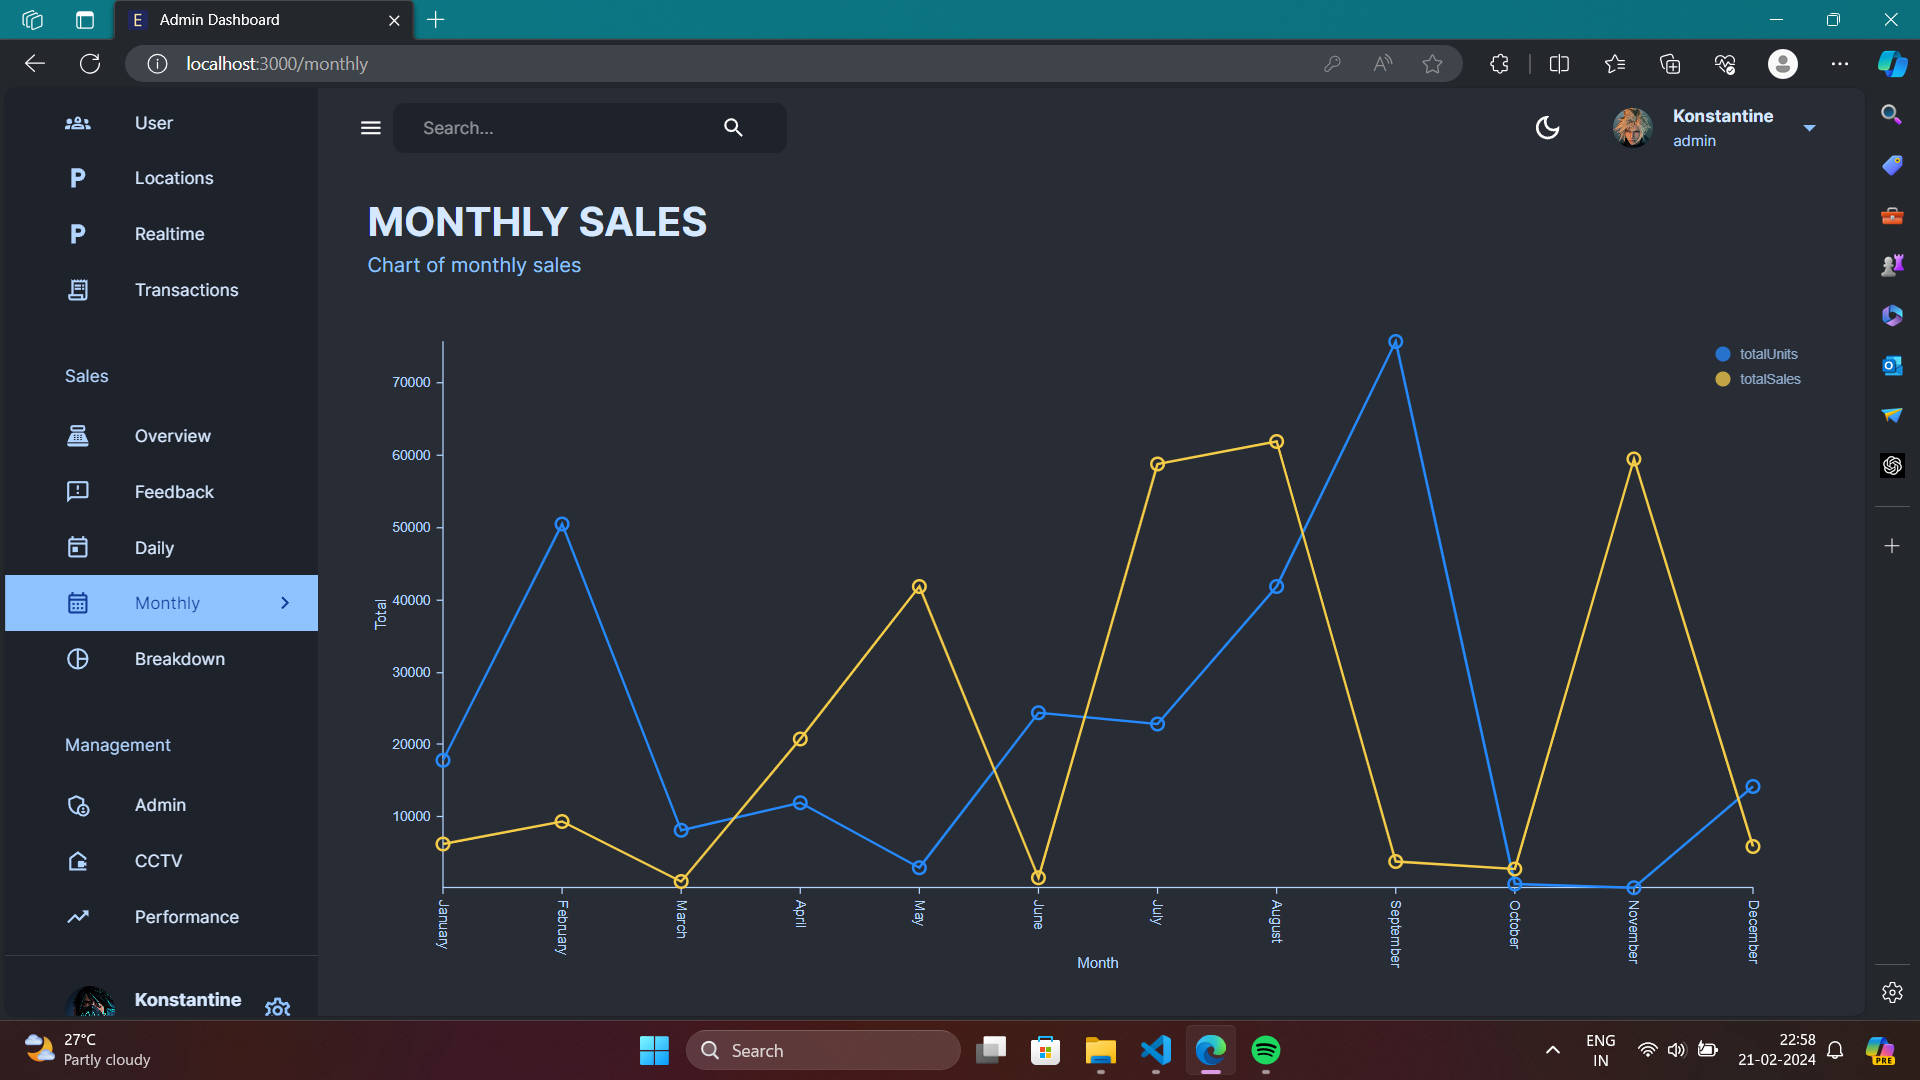 E Admin Dashboard
localhost:3000/monthly
User
Locations
Realtime
Transactions
Sales
Overview
Feedback
Daily
Monthly
Breakdown
Management
Admin
CCTV
Performance
Konstantine
Search...
Konstantine
admin
MONTHLY SALES
Chart of monthly sales
totalUnits
totalSales
70000
60000
50000
40000
30000
20000
10000
Total
January
February
March
April
May
June
July
August
September
October
November
December
Month
27°C
Partly cloudy
Search
ENG
IN
22:58
21-02-2024
PRE